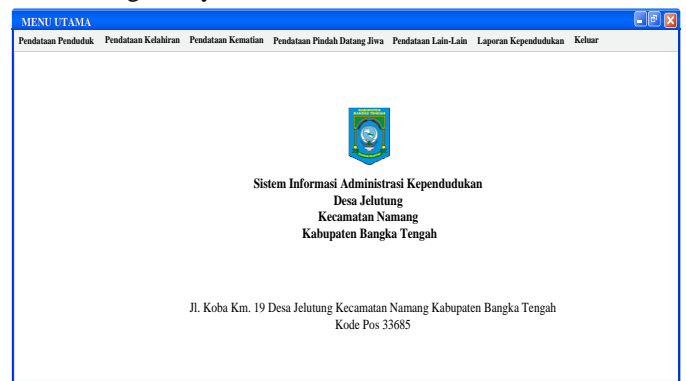 MENU UTAMA
Pendataan Penduduk Pendataan Kelahiran Pendataan Kematian Pendataan Pindah Datang Jiwa Pendataan Lain-Lain Laporan Kependudukan Keluar
Sistem Informasi Administrasi Kependudukan
Desa Jelutung
Kecamatan Namang
Kabupaten Bangka Tengah
Jl. Koba Km. 19 Desa Jelutung Kecamatan Namang Kabupaten Bangka Tengah
Kode Pos 33685